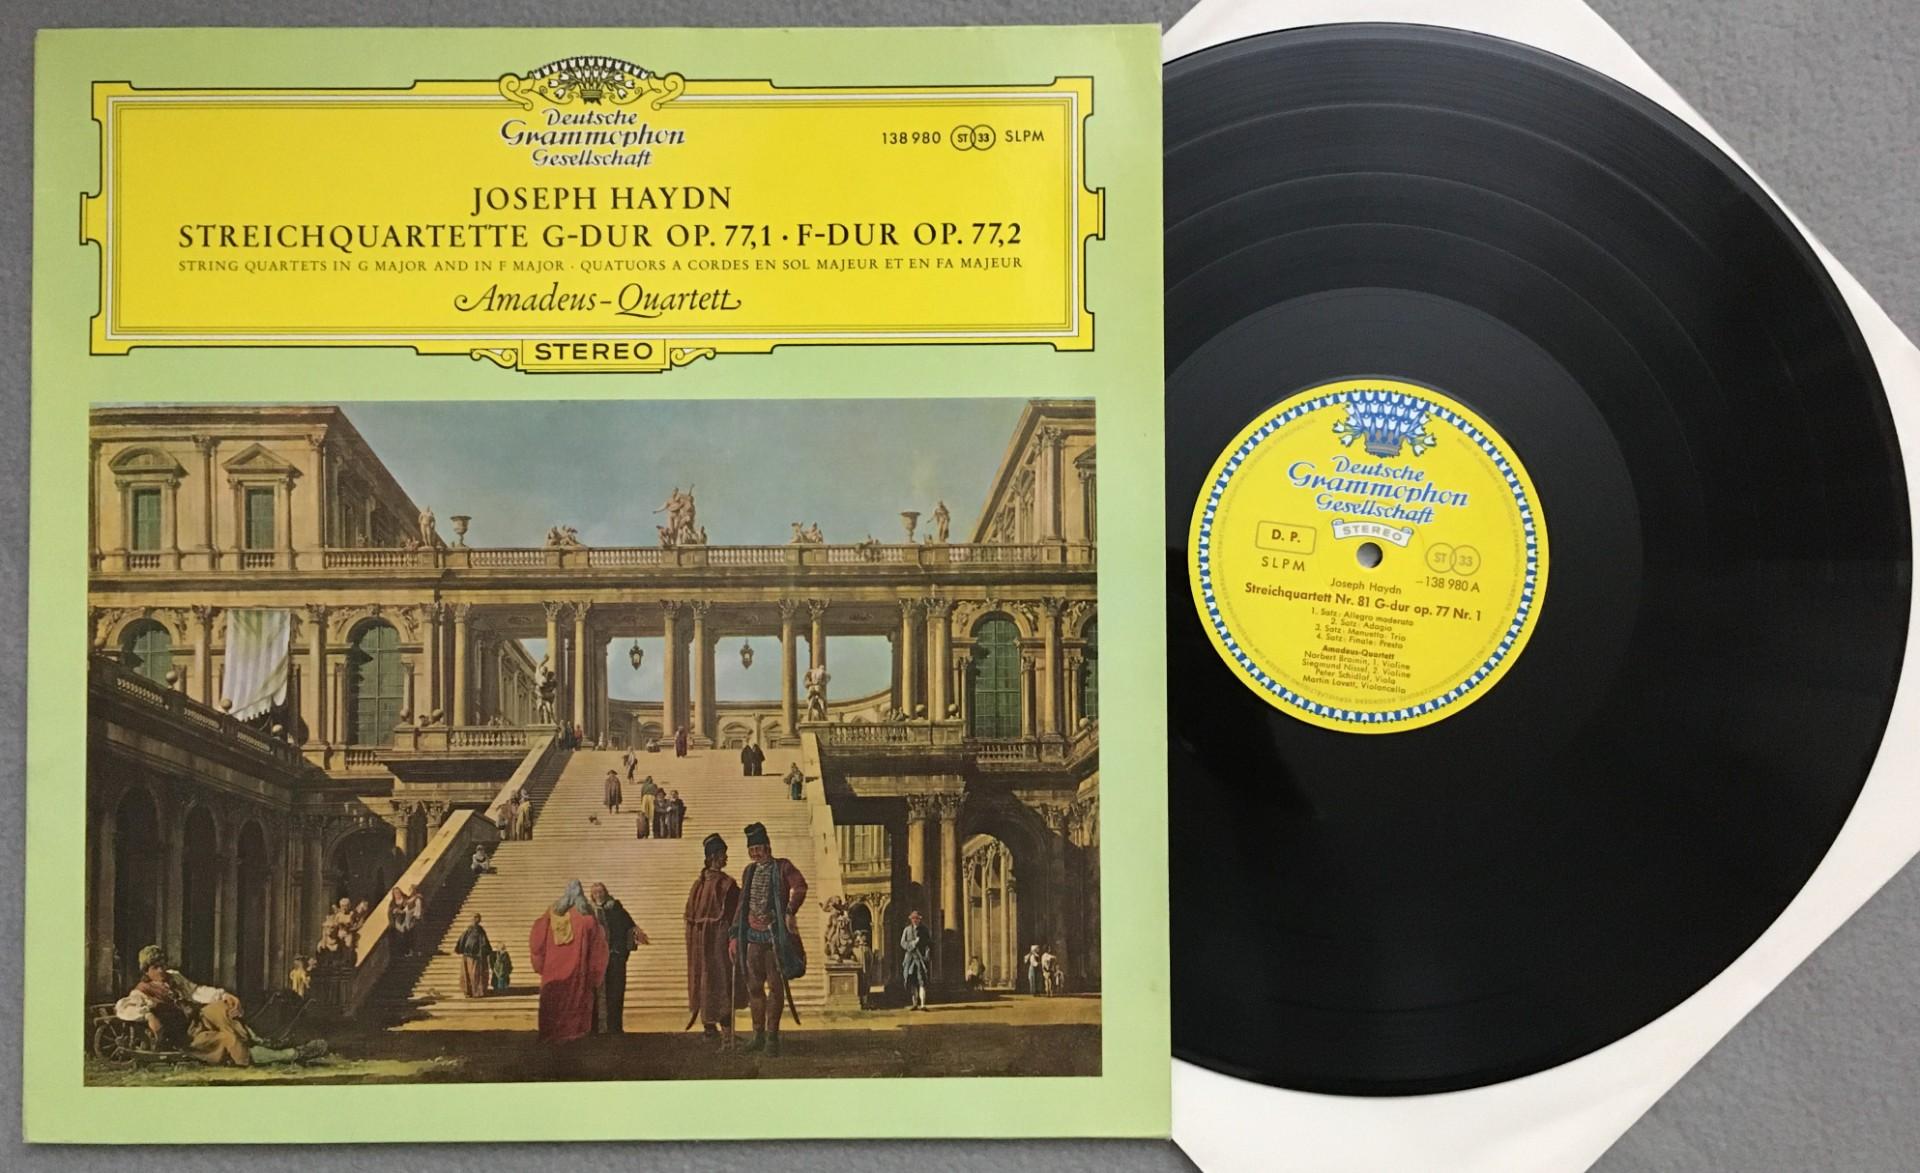 Deutsche
Grammophon
Gesellschaft
138 980 ST 33 SLPM
JOSEPH HAYDN
STREICHQUARTETTE G-DUR OP. 77,1 · F-DUR OP. 77,2
STRING QUARTETS IN G MAJOR AND IN F MAJOR · QUATUORS A CORDES EN SOL MAJEUR ET EN FA MAJEUR
Amadeus-Quartett
STEREO
Deutsche
Grammophon
Gesellschaft
STEREO
D. P.
ST 33
SLPM
138 980 A
Joseph Haydn
Streichquartett Nr. 81 G-dur op. 77 Nr. 1
1. Satz: Allegro moderato
2. Satz: Adagio
3. Satz: Menuetto: Trio
4. Satz: Finale: Presto
Amadeus-Quartett
Norbert Brainin, 1. Violine
Siegmund Nissel, 2. Violine
Peter Schidlof, Viola
Martin Lovett, Violoncello